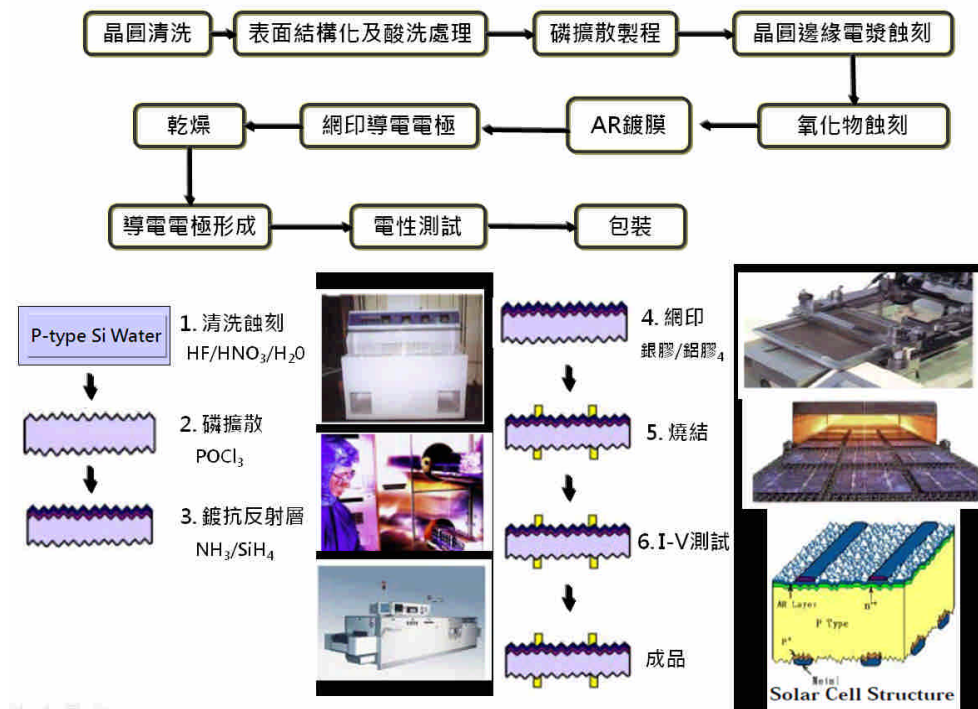 晶圓清洗
表面結構化及酸洗處理
磷擴散製程
晶圓邊緣電漿蝕刻
氧化物蝕刻
AR鍍膜
網印導電電極
乾燥
導電電極形成
電性測試
包裝
P-type Si Water
1. 清洗蝕刻
HF/HNO₃/H₂0
2. 磷擴散
POCl₃
3. 鍍抗反射層
NH₃/SiH₄
4. 網印
銀膠/鋁膠₄
5. 燒結
6.I-V測試
成品
AR Layer
n⁺
P Type
P⁺
Metal
Solar Cell Structure